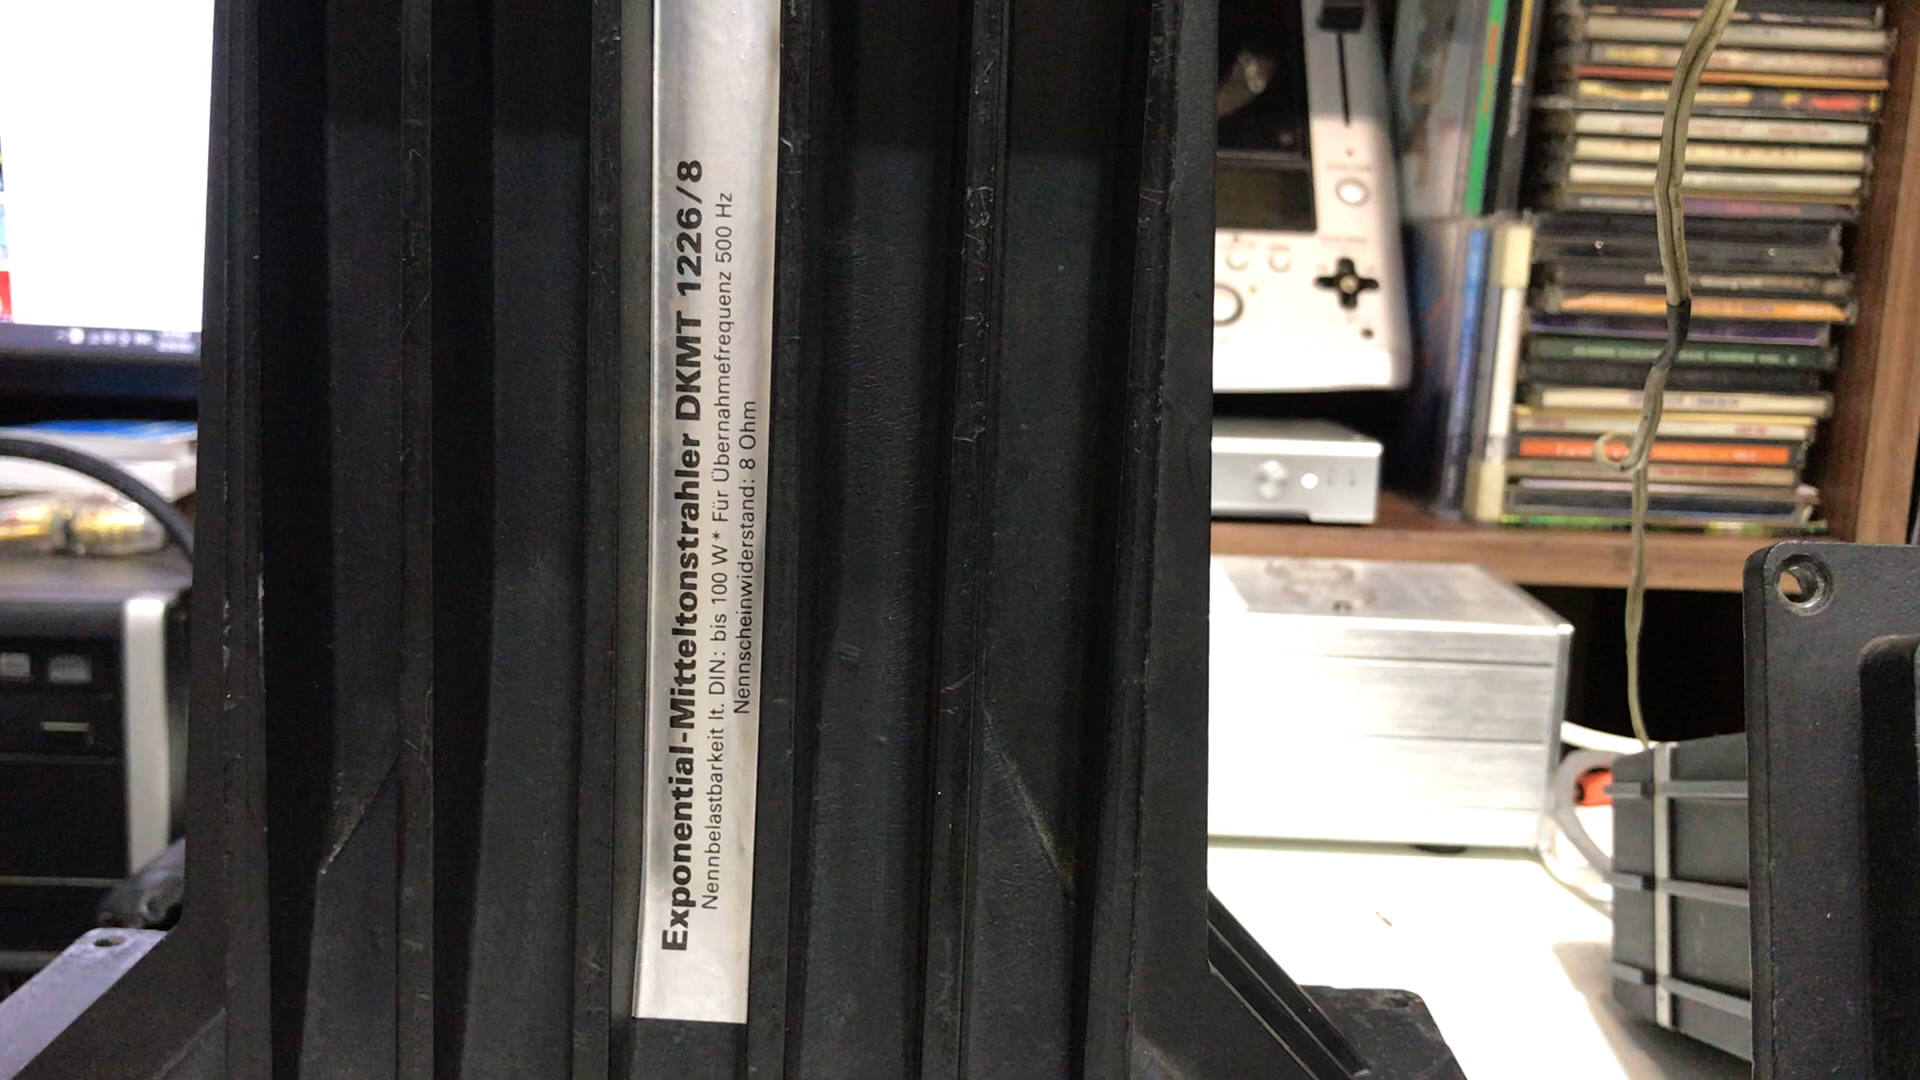 Exponential-Mitteltonstrahler DKMT 1226/8
Nennbelastbarkeit lt. DIN: bis 100 W* Für Übernahmefrequenz 500 Hz
Nennscheinwiderstand: 8 Ohm